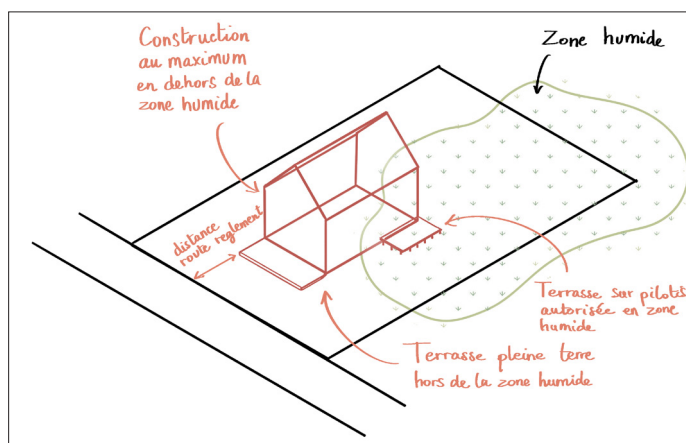 Construction
au maximum
en dehors de la
zone humide
Zone humide
distance
route reglement
Terrasse sur pilotis
autorisée en zone
humide
Terrasse pleine terre
hors de la zone humide